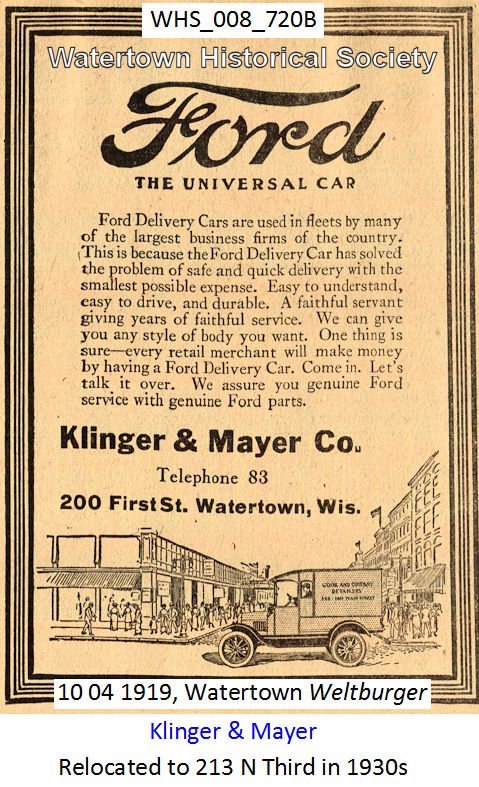 WHS_008_720B
Watertown Historical Society
Ford
THE UNIVERSAL CAR
Ford Delivery Cars are used in fleets by many
of the largest business firms of the country.
This is because the Ford Delivery Car has solved
the problem of safe and quick delivery with the
smallest possible expense. Easy to understand,
easy to drive, and durable. A faithful servant
giving years of faithful service. We can give
you any style of body you want. One thing is
sure—every retail merchant will make money
by having a Ford Delivery Car. Come in. Let's
talk it over. We assure you genuine Ford
service with genuine Ford parts.
Klinger & Mayer Co.
Telephone 83
200 First St. Watertown, Wis.
AND COMPANY
RETAILERS
MAIN STREET
10 04 1919, Watertown Weltburger
Klinger & Mayer
Relocated to 213 N Third in 1930s